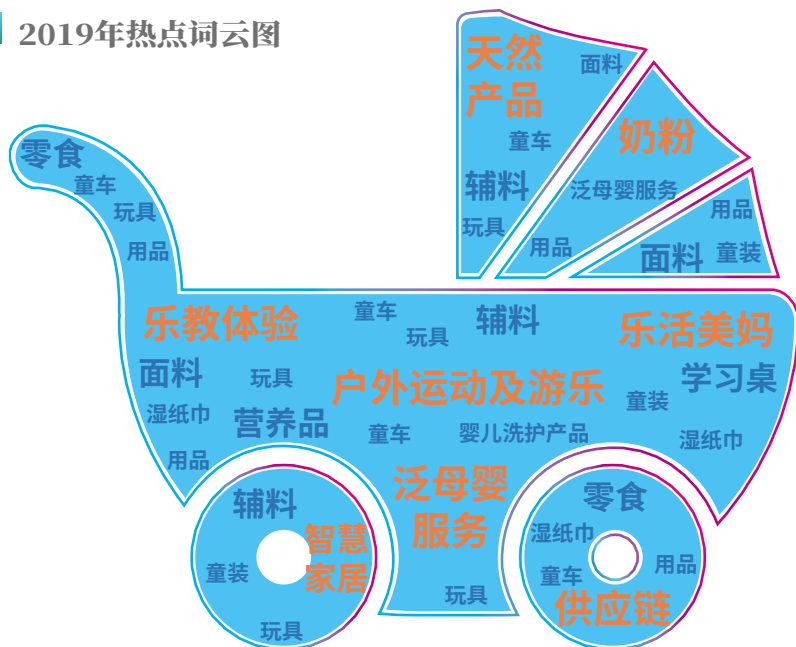 2019年热点词云图
天然
产品
面料
童车
辅料
玩具
奶粉
泛母婴服务
用品
用品
面料
童装
零食
童车
玩具
用品
乐教体验
童车
玩具
辅料
乐活美妈
面料
玩具
户外运动及游乐
学习桌
童装
湿纸巾
营养品
童车
婴儿洗护产品
湿纸巾
用品
泛母婴
服务
玩具
辅料
智慧
家居
童装
玩具
零食
湿纸巾
用品
童车
供应链